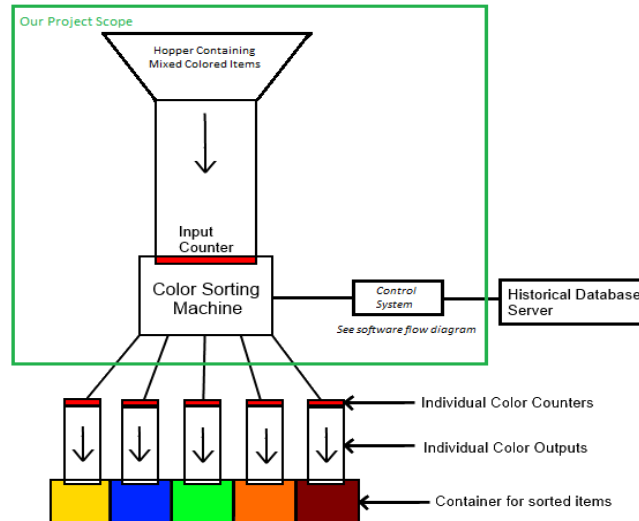 Our Project Scope
Hopper Containing
Mixed Colored Items
Input
Counter
Color Sorting
Machine
Control
System
See software flow diagram
Historical Database
Server
Individual Color Counters
Individual Color Outputs
Container for sorted items